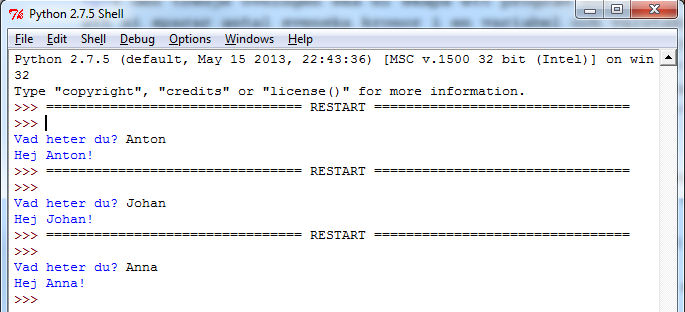 Python 2.7.5 Shell
File Edit Shell Debug Options Windows Help
Python 2.7.5 (default, May 15 2013, 22:43:36) [MSC v.1500 32 bit (Intel)] on win
32
Type "copyright", "credits" or "license()" for more information.
>>> ================================ RESTART ================================
>>>
Vad heter du? Anton
Hej Anton!
>>> ================================ RESTART ================================
>>>
Vad heter du? Johan
Hej Johan!
>>> ================================ RESTART ================================
>>>
Vad heter du? Anna
Hej Anna!
>>>